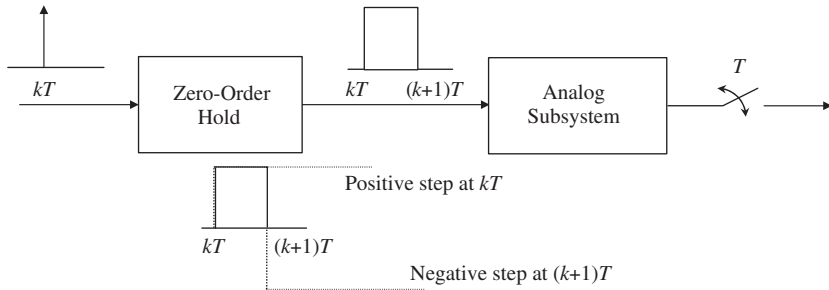 kT
Zero-Order
Hold
kT
(k+1)T
Analog
Subsystem
T
Positive step at kT
kT
(k+1)T
Negative step at (k+1)T